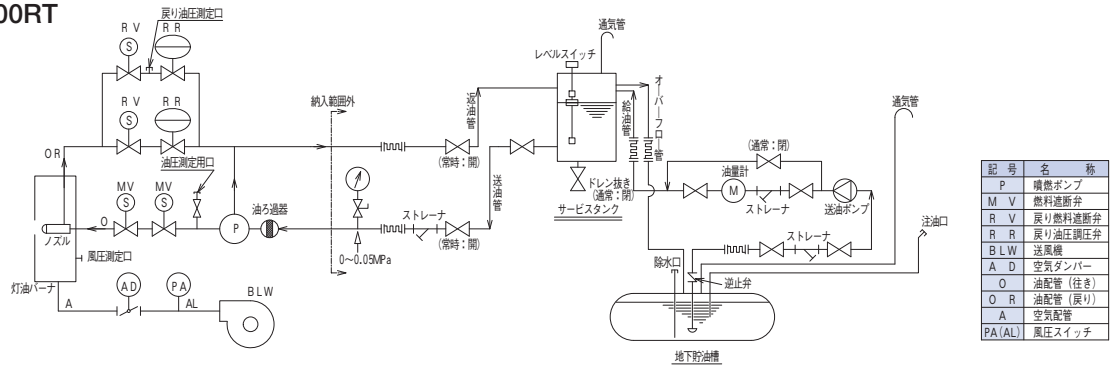 00RT
戻り油圧測定口
RV
RR
S
RV
RR
S
OR
油圧測定用口
MV
MV
S
S
油ろ過器
O
P
ノズル
風圧測定口
灯油バーナ
A
AD
PA
AL
BLW
納入範囲外
0～0.05MPa
返油管
(常時：開)
送油管
ストレーナ
(常時：開)
通気管
レベルスイッチ
ドレン抜き
(通常：閉)
サービスタンク
給油管
オーバーフロー管
(通常：閉)
油量計
M
ストレーナ
送油ポンプ
ストレーナ
除水口
逆止弁
地下貯油槽
通気管
注油口
記号 名称
P 噴燃ポンプ
MV 燃料遮断弁
RV 戻り燃料遮断弁
RR 戻り油圧調圧弁
BLW 送風機
AD 空気ダンパー
O 油配管（往き）
OR 油配管（戻り）
A 空気配管
PA(AL) 風圧スイッチ